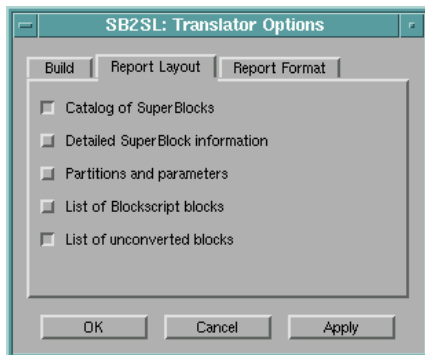 SB2SL: Translator Options
Build Report Layout Report Format
Catalog of SuperBlocks
Detailed SuperBlock information
Partitions and parameters
List of Blockscript blocks
List of unconverted blocks
OK Cancel Apply